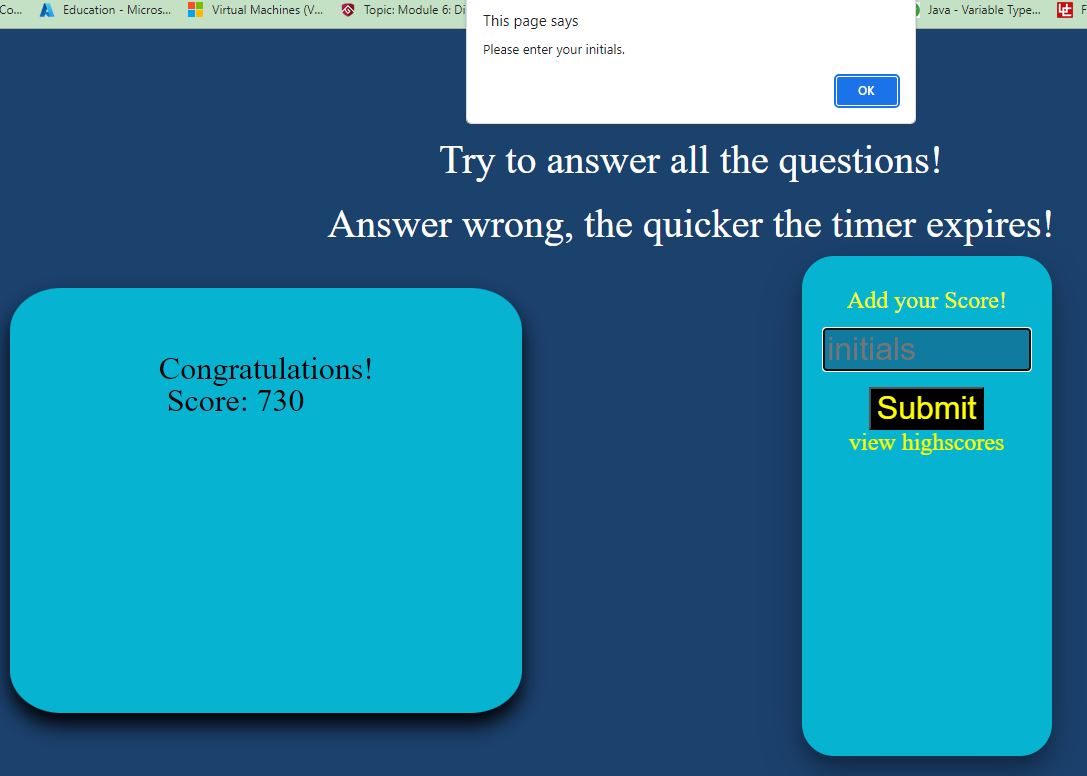 Co...
Education - Micros...
Virtual Machines (V...
Topic: Module 6: Di
Java - Variable Type...
F
This page says
Please enter your initials.
OK
Try to answer all the questions!
Answer wrong, the quicker the timer expires!
Congratulations!
Score: 730
Add your Score!
initials
Submit
view highscores